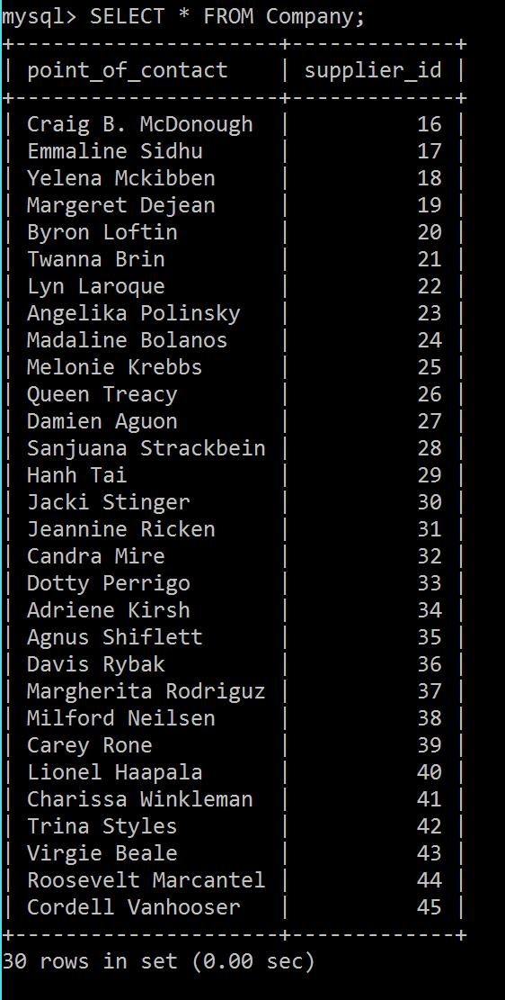 mysql> SELECT * FROM Company;
+---------------------+-------------+
| point_of_contact    | supplier_id |
+---------------------+-------------+
| Craig B. McDonough  |          16 |
| Emmaline Sidhu      |          17 |
| Yelena Mckibben     |          18 |
| Margeret Dejean     |          19 |
| Byron Loftin        |          20 |
| Twanna Brin         |          21 |
| Lyn Laroque         |          22 |
| Angelika Polinsky   |          23 |
| Madaline Bolanos    |          24 |
| Melonie Krebbs      |          25 |
| Queen Treacy        |          26 |
| Damien Aguon        |          27 |
| Sanjuana Strackbein |          28 |
| Hanh Tai            |          29 |
| Jacki Stinger       |          30 |
| Jeannine Ricken     |          31 |
| Candra Mire         |          32 |
| Dotty Perrigo       |          33 |
| Adriene Kirsh       |          34 |
| Agnus Shiflett      |          35 |
| Davis Rybak         |          36 |
| Margherita Rodriguz |          37 |
| Milford Neilsen     |          38 |
| Carey Rone          |          39 |
| Lionel Haapala      |          40 |
| Charissa Winkleman  |          41 |
| Trina Styles        |          42 |
| Virgie Beale        |          43 |
| Roosevelt Marcantel |          44 |
| Cordell Vanhooser   |          45 |
+---------------------+-------------+
30 rows in set (0.00 sec)